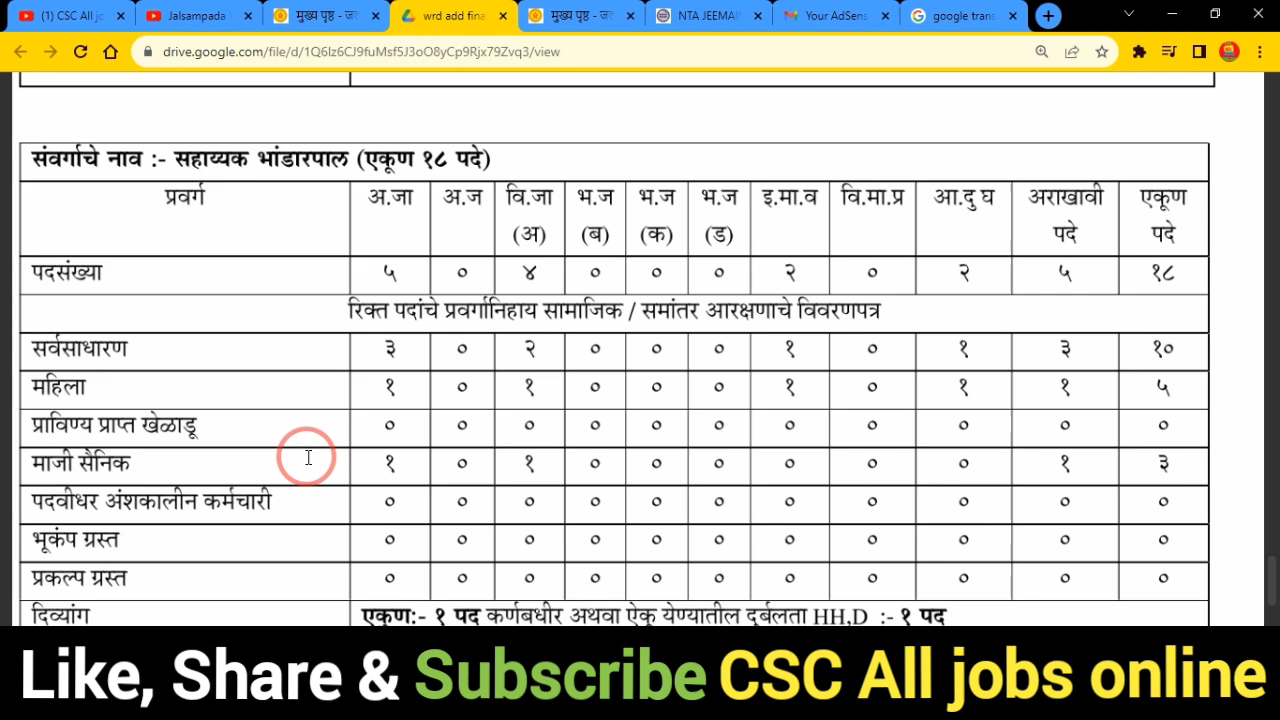 (1) CSC All jo
Jalsampada
मुख्य पृष्ठ - जल
wrd add fina
मुख्य पृष्ठ - जल
NTA JEEMAI
Your AdSens
google trans
drive.google.com/file/d/1Q6Iz6CJ9fuMsf5J3oO8yCp9Rjx79Zvq3/view
संवर्गाचे नाव :- सहाय्यक भांडारपाल (एकूण १८ पदे)
प्रवर्ग अ.जा अ.ज वि.जा (अ) भ.ज (ब) भ.ज (क) भ.ज (ड) इ.मा.व वि.मा.प्र आ.दु घ अराखावी पदे एकूण पदे
पदसंख्या ५ ० ४ ० ० ० २ ० २ ५ १८
रिक्त पदांचे प्रवर्गानिहाय सामाजिक / समांतर आरक्षणाचे विवरणपत्र
सर्वसाधारण ३ ० २ ० ० ० १ ० १ ३ १०
महिला १ ० १ ० ० ० १ ० १ १ ५
प्राविण्य प्राप्त खेळाडू ० ० ० ० ० ० ० ० ० ० ०
माजी सैनिक १ ० १ ० ० ० ० ० ० १ ३
पदवीधर अंशकालीन कर्मचारी ० ० ० ० ० ० ० ० ० ० ०
भूकंप ग्रस्त ० ० ० ० ० ० ० ० ० ० ०
प्रकल्प ग्रस्त ० ० ० ० ० ० ० ० ० ० ०
दिव्यांग एकूण:- १ पद कर्णबधीर अथवा ऐकू येण्यातील दुर्बलता HH,D :- १ पद
Like, Share & Subscribe CSC All jobs online